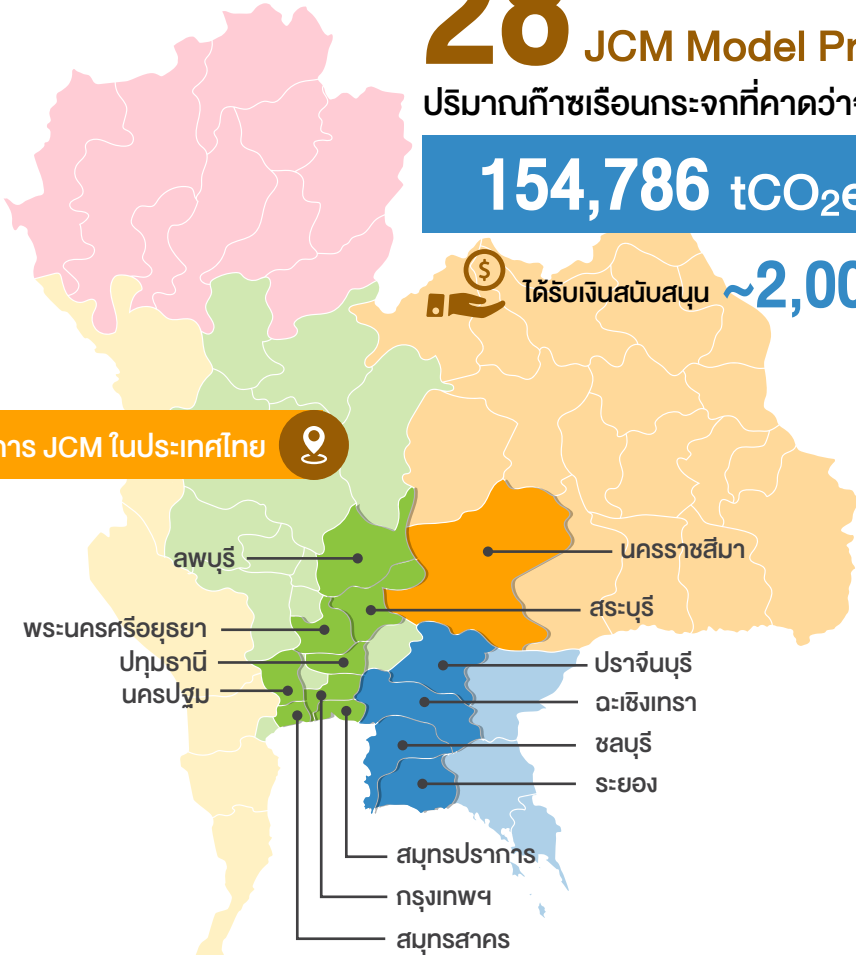 28 JCM Model Pr
ปริมาณก๊าซเรือนกระจกที่คาดว่า
154,786 tCO₂e
ได้รับเงินสนับสนุน ~2,00
การ JCM ในประเทศไทย
ลพบุรี
นครราชสีมา
สระบุรี
พระนครศรีอยุธยา
ปทุมธานี
ปราจีนบุรี
นครปฐม
ฉะเชิงเทรา
ชลบุรี
ระยอง
สมุทรปราการ
กรุงเทพฯ
สมุทรสาคร